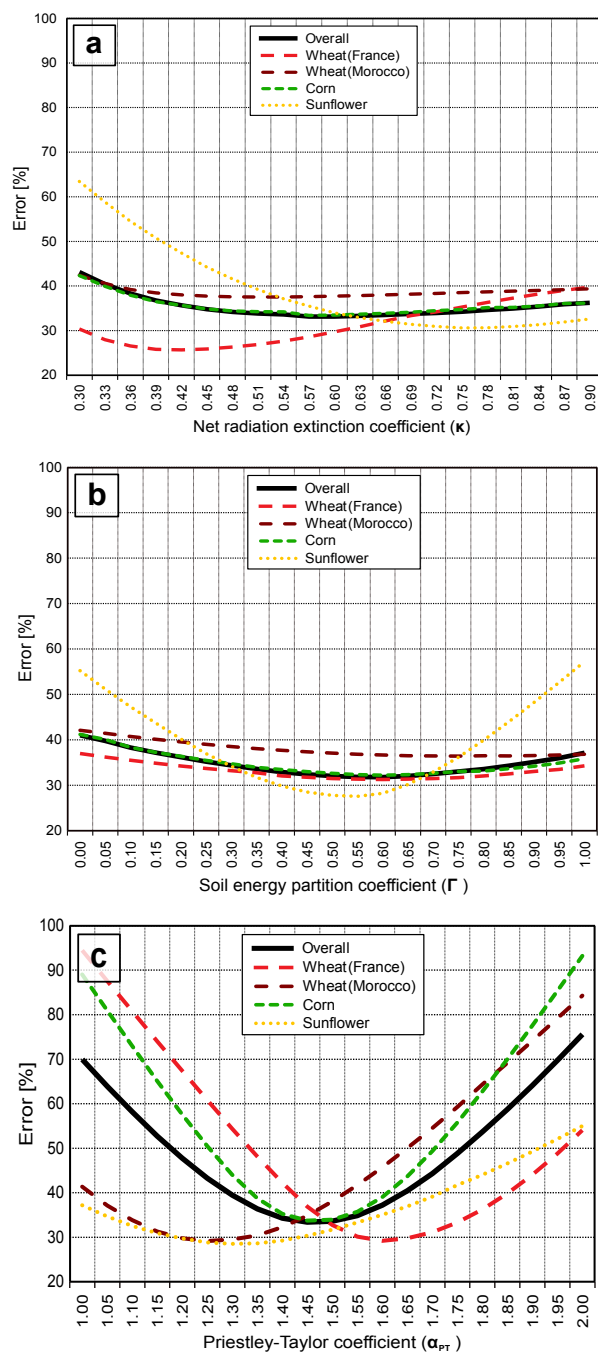 a
Overall
Wheat(France)
Wheat(Morocco)
Corn
Sunflower
Error [%]
100
90
80
70
60
50
40
30
20
0.30 0.33 0.36 0.39 0.42 0.45 0.48 0.51 0.54 0.57 0.60 0.63 0.66 0.69 0.72 0.75 0.78 0.81 0.84 0.87 0.90
Net radiation extinction coefficient (κ)
b
Overall
Wheat(France)
Wheat(Morocco)
Corn
Sunflower
Error [%]
100
90
80
70
60
50
40
30
20
0.00 0.05 0.10 0.15 0.20 0.25 0.30 0.35 0.40 0.45 0.50 0.55 0.60 0.65 0.70 0.75 0.80 0.85 0.90 0.95 1.00
Soil energy partition coefficient (Γ )
c
Overall
Wheat(France)
Wheat(Morocco)
Corn
Sunflower
Error [%]
100
90
80
70
60
50
40
30
20
1.00 1.05 1.10 1.15 1.20 1.25 1.30 1.35 1.40 1.45 1.50 1.55 1.60 1.65 1.70 1.75 1.80 1.85 1.90 1.95 2.00
Priestley-Taylor coefficient (αPT )